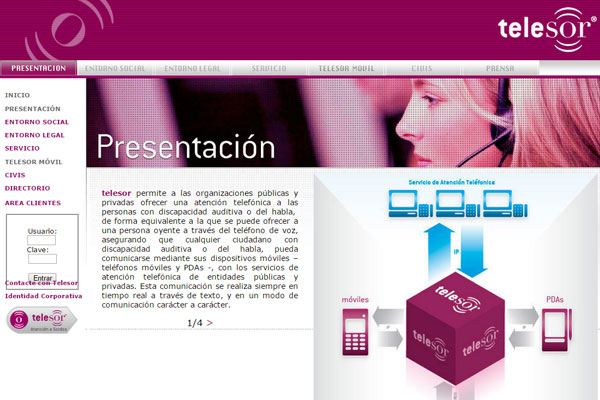 telesor®
PRESENTACION
ENTORNO SOCIAL
ENTORNO LEGAL
SERVICIO
TELESOR MOVIL
CIVIS
PRENSA
INICIO
PRESENTACIÓN
ENTORNO SOCIAL
ENTORNO LEGAL
SERVICIO
TELESOR MÓVIL
CIVIS
DIRECTORIO
AREA CLIENTES
Usuario:
Clave:
Entrar
Contacte con Telesor
Identidad Corporativa
telesor
Atención a Sordos
Presentación
telesor permite a las organizaciones públicas y
privadas ofrecer una atención telefónica a las
personas con discapacidad auditiva o del habla,
de forma equivalente a la que se puede ofrecer a
una persona oyente a través del teléfono de voz,
asegurando que cualquier ciudadano con
discapacidad auditiva o del habla, pueda
comunicarse mediante sus dispositivos móviles –
teléfonos móviles y PDAs -, con los servicios de
atención telefónica de entidades públicas y
privadas. Esta comunicación se realiza siempre en
tiempo real a través de texto, y en un modo de
comunicación carácter a carácter.
1/4 >
Servicio de Atención Telefónica
IP
móviles
PDAs
telesor
telesor
telesor